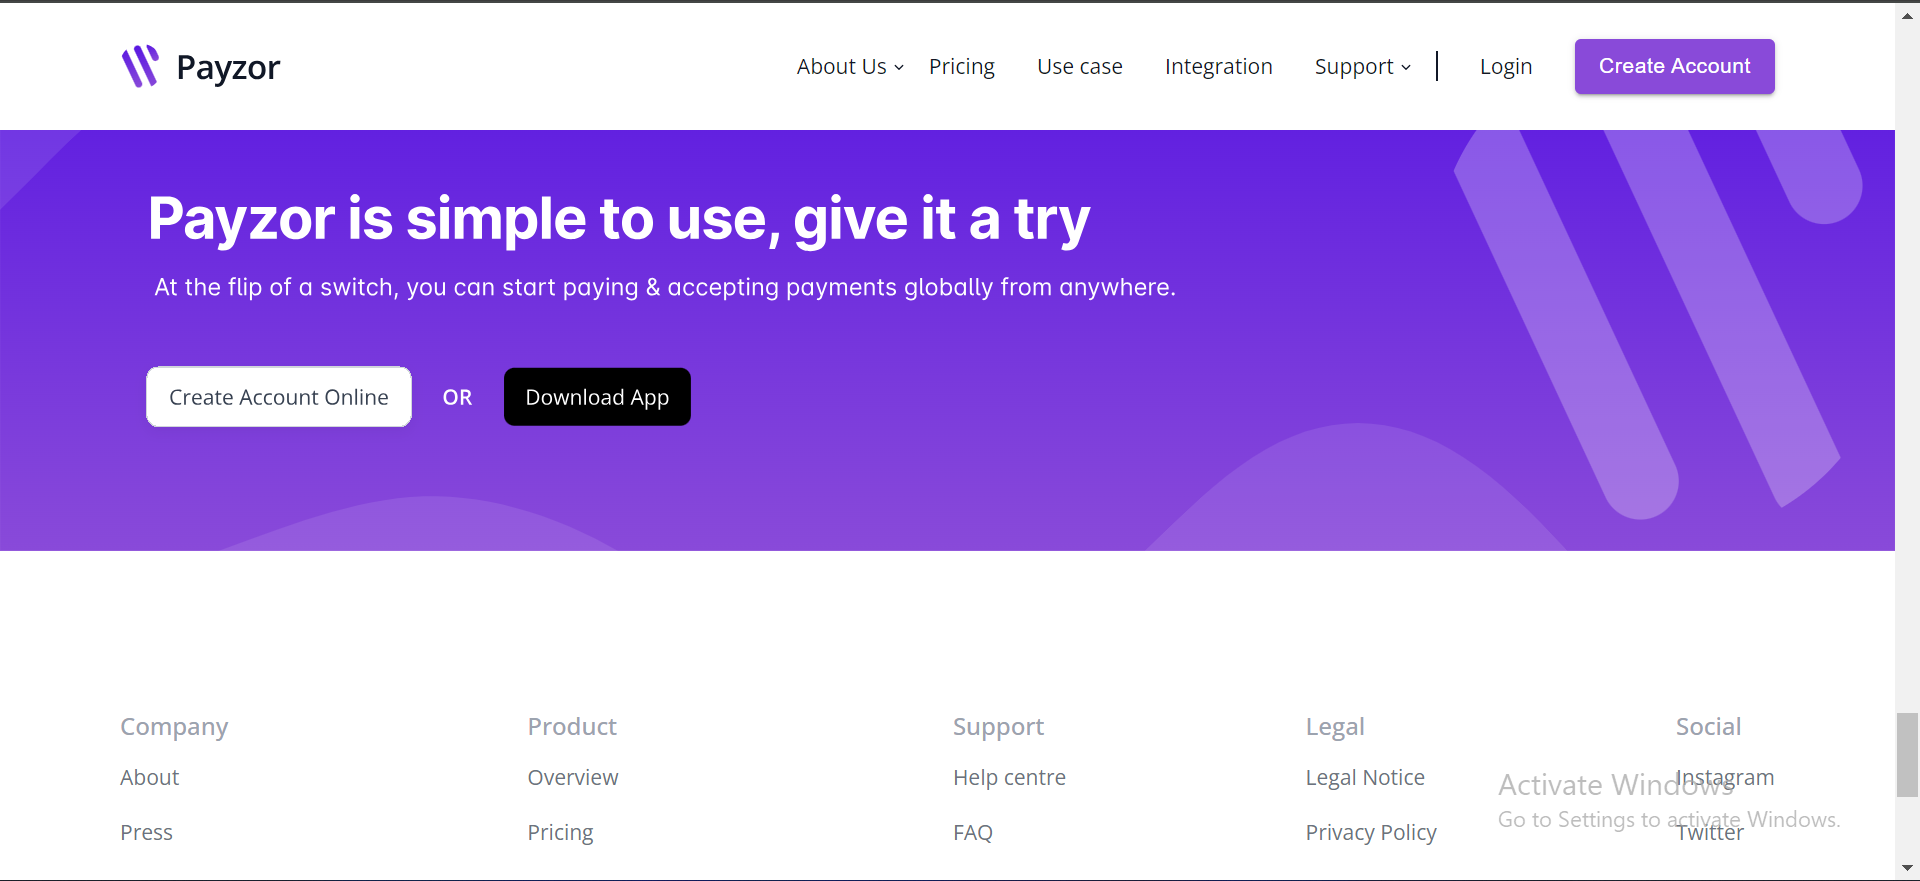 Payzor
About Us Pricing Use case Integration Support Login Create Account
Payzor is simple to use, give it a try
At the flip of a switch, you can start paying & accepting payments globally from anywhere.
Create Account Online OR Download App
Company Product Support Legal Social
About Overview Help centre Legal Notice Instagram
Activate Windows
Go to Settings to activate Windows.
Press Pricing FAQ Privacy Policy Twitter